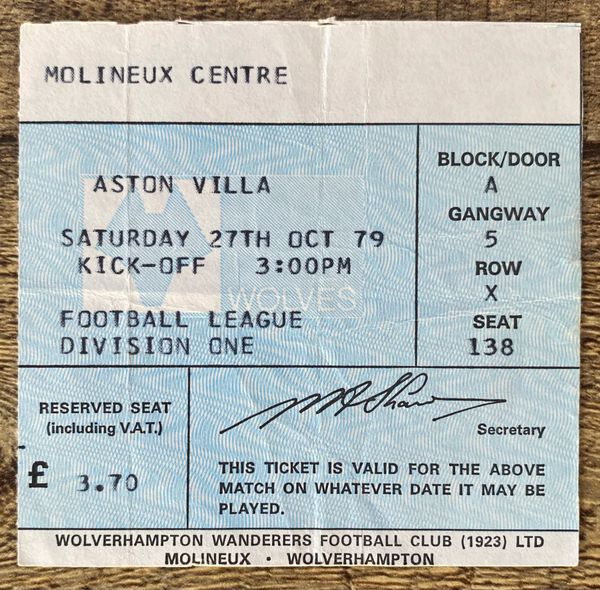 MOLINEUX CENTRE
ASTON VILLA
SATURDAY 27TH OCT 79
KICK-OFF 3:00PM
WOLVES
FOOTBALL LEAGUE
DIVISION ONE
BLOCK/DOOR
A
GANGWAY
5
ROW
X
SEAT
138
RESERVED SEAT
(including V.A.T.)
£ 3.70
Secretary
THIS TICKET IS VALID FOR THE ABOVE
MATCH ON WHATEVER DATE IT MAY BE
PLAYED.
WOLVERHAMPTON WANDERERS FOOTBALL CLUB (1923) LTD
MOLINEUX • WOLVERHAMPTON